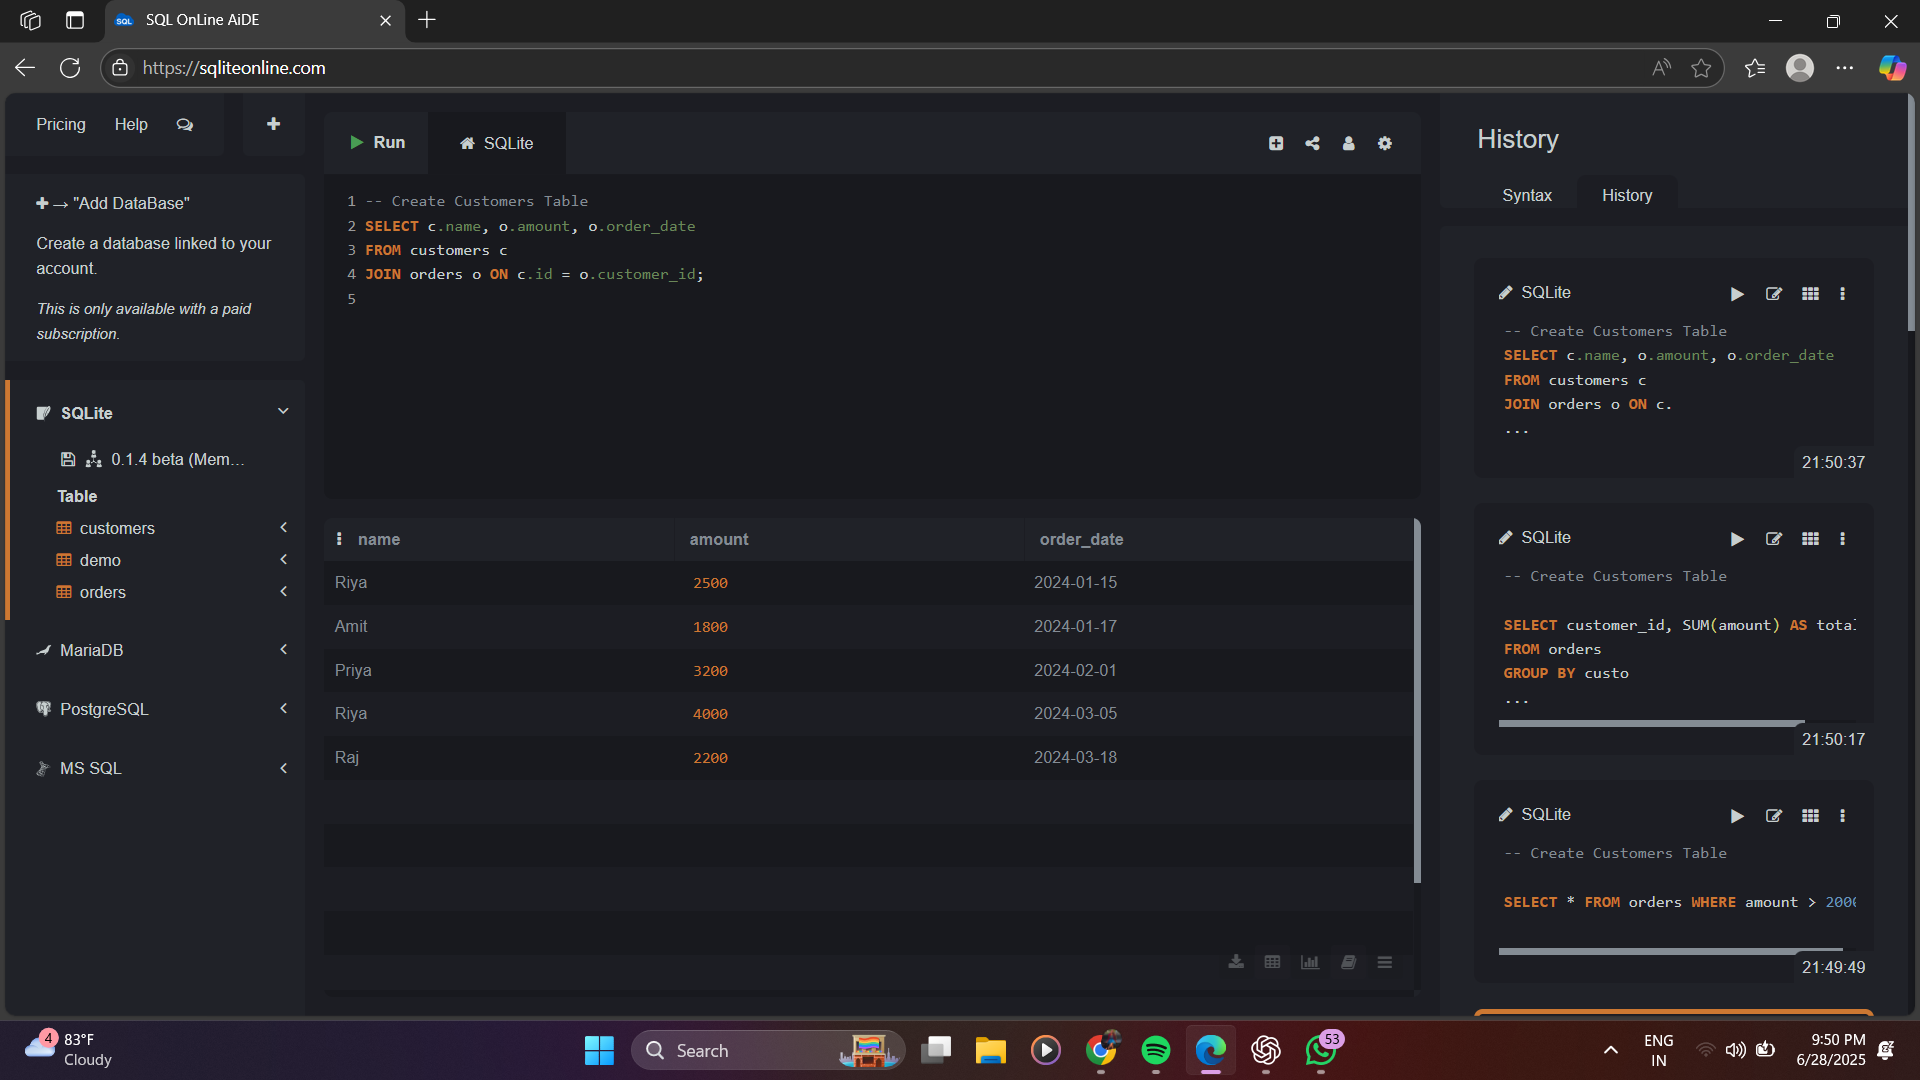 SQL OnLine AiDE
https://sqliteonline.com
Pricing
Help
"Add DataBase"
Create a database linked to your
account.
This is only available with a paid
subscription.
SQLite
0.1.4 beta (Mem...
Table
customers
demo
orders
MariaDB
PostgreSQL
MS SQL
Run
SQLite
1 -- Create Customers Table
2 SELECT c.name, o.amount, o.order_date
3 FROM customers c
4 JOIN orders o ON c.id = o.customer_id;
5
name amount order_date
Riya 2500 2024-01-15
Amit 1800 2024-01-17
Priya 3200 2024-02-01
Riya 4000 2024-03-05
Raj 2200 2024-03-18
History
Syntax History
SQLite
-- Create Customers Table
SELECT c.name, o.amount, o.order_date
FROM customers c
JOIN orders o ON c.
...
21:50:37
SQLite
-- Create Customers Table
SELECT customer_id, SUM(amount) AS total
FROM orders
GROUP BY custo
...
21:50:17
SQLite
-- Create Customers Table
SELECT * FROM orders WHERE amount > 2000
21:49:49
4
83°F
Cloudy
Search
53
ENG
IN
9:50 PM
6/28/2025